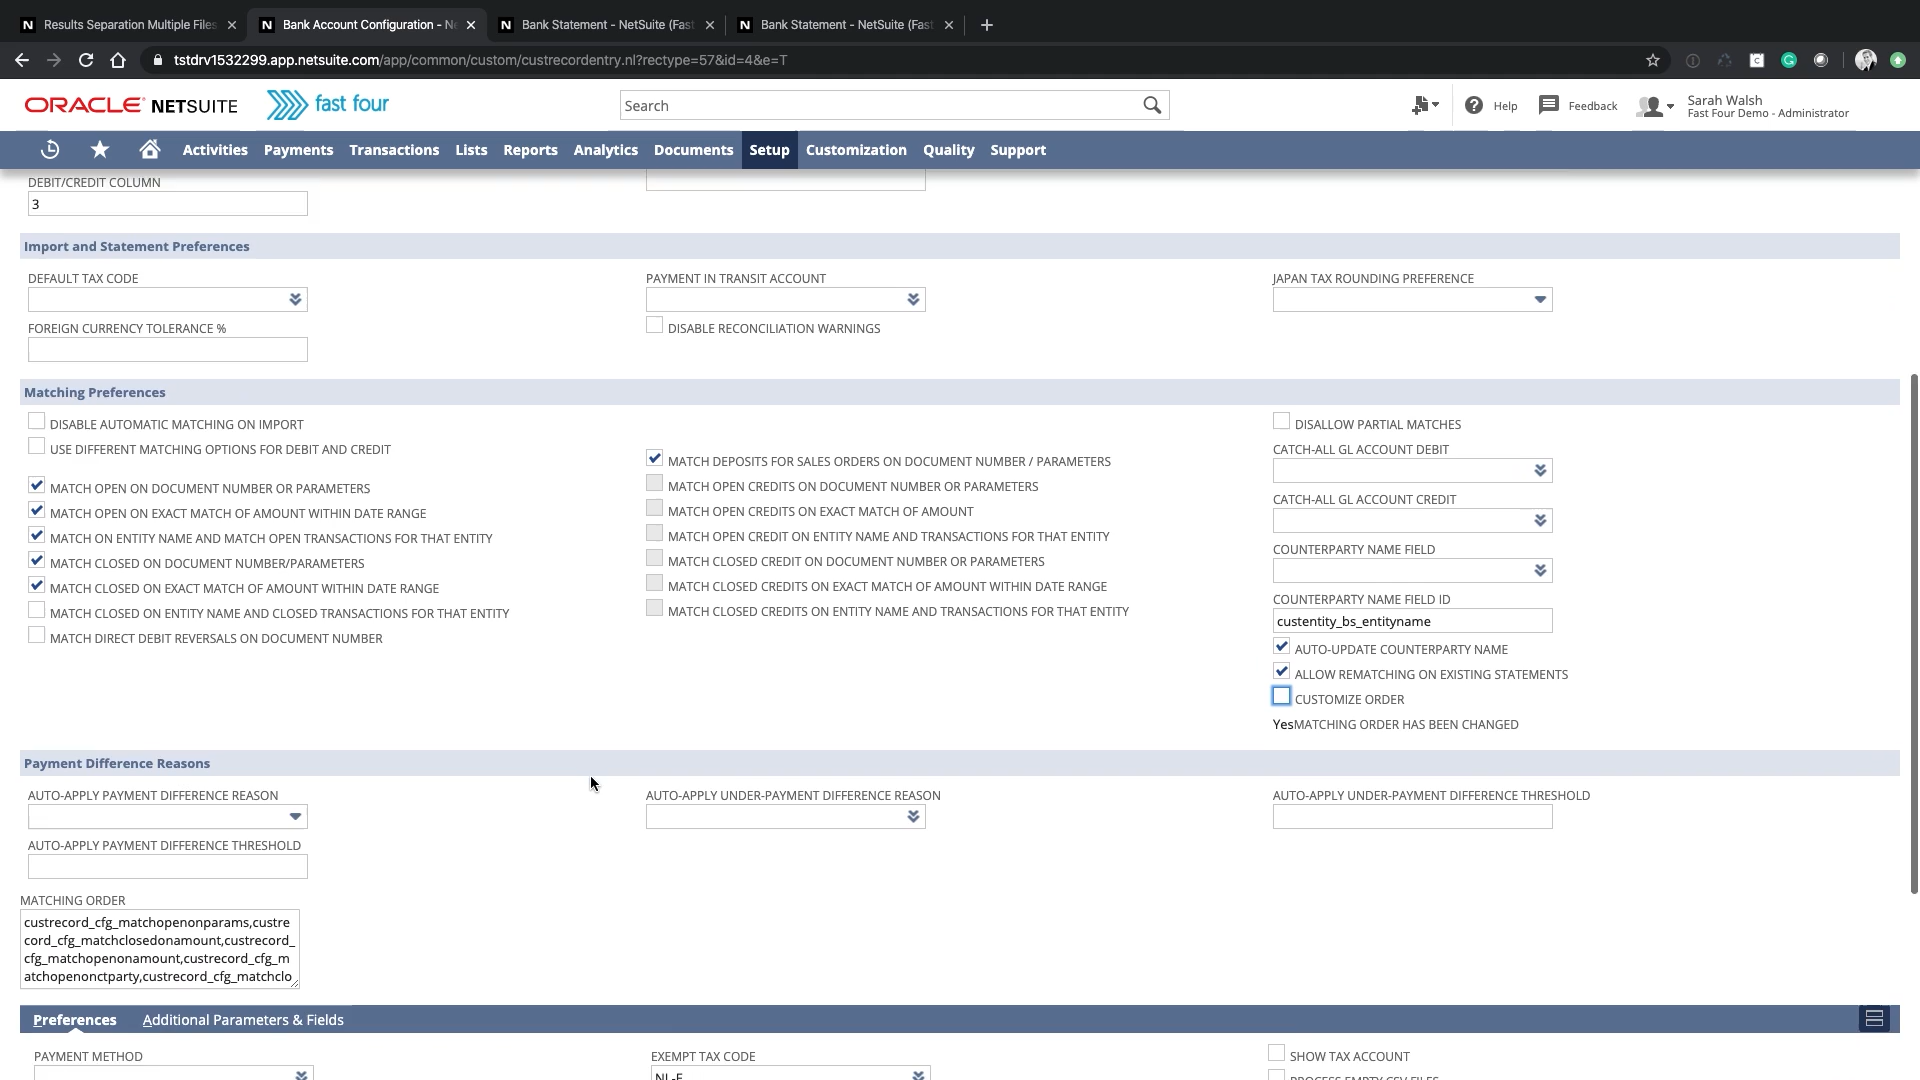 N Results Separation Multiple Files
N Bank Account Configuration - Ne
N Bank Statement - NetSuite (Fast
N Bank Statement - NetSuite (Fast
tstdrv1532299.app.netsuite.com/app/common/custom/custrecordentry.nl?rectype=57&id=4&e=T
ORACLE NETSUITE
fast four
Search
Help
Feedback
Sarah Walsh
Fast Four Demo - Administrator
Activities Payments Transactions Lists Reports Analytics Documents Setup Customization Quality Support
DEBIT/CREDIT COLUMN
3
Import and Statement Preferences
DEFAULT TAX CODE
FOREIGN CURRENCY TOLERANCE %
PAYMENT IN TRANSIT ACCOUNT
DISABLE RECONCILIATION WARNINGS
JAPAN TAX ROUNDING PREFERENCE
Matching Preferences
DISABLE AUTOMATIC MATCHING ON IMPORT
USE DIFFERENT MATCHING OPTIONS FOR DEBIT AND CREDIT
MATCH OPEN ON DOCUMENT NUMBER OR PARAMETERS
MATCH OPEN ON EXACT MATCH OF AMOUNT WITHIN DATE RANGE
MATCH ON ENTITY NAME AND MATCH OPEN TRANSACTIONS FOR THAT ENTITY
MATCH CLOSED ON DOCUMENT NUMBER/PARAMETERS
MATCH CLOSED ON EXACT MATCH OF AMOUNT WITHIN DATE RANGE
MATCH CLOSED ON ENTITY NAME AND CLOSED TRANSACTIONS FOR THAT ENTITY
MATCH DIRECT DEBIT REVERSALS ON DOCUMENT NUMBER
MATCH DEPOSITS FOR SALES ORDERS ON DOCUMENT NUMBER / PARAMETERS
MATCH OPEN CREDITS ON DOCUMENT NUMBER OR PARAMETERS
MATCH OPEN CREDITS ON EXACT MATCH OF AMOUNT
MATCH OPEN CREDIT ON ENTITY NAME AND TRANSACTIONS FOR THAT ENTITY
MATCH CLOSED CREDIT ON DOCUMENT NUMBER OR PARAMETERS
MATCH CLOSED CREDITS ON EXACT MATCH OF AMOUNT WITHIN DATE RANGE
MATCH CLOSED CREDITS ON ENTITY NAME AND TRANSACTIONS FOR THAT ENTITY
DISALLOW PARTIAL MATCHES
CATCH-ALL GL ACCOUNT DEBIT
CATCH-ALL GL ACCOUNT CREDIT
COUNTERPARTY NAME FIELD
COUNTERPARTY NAME FIELD ID
custentity_bs_entityname
AUTO-UPDATE COUNTERPARTY NAME
ALLOW REMATCHING ON EXISTING STATEMENTS
CUSTOMIZE ORDER
YesMATCHING ORDER HAS BEEN CHANGED
Payment Difference Reasons
AUTO-APPLY PAYMENT DIFFERENCE REASON
AUTO-APPLY PAYMENT DIFFERENCE THRESHOLD
AUTO-APPLY UNDER-PAYMENT DIFFERENCE REASON
AUTO-APPLY UNDER-PAYMENT DIFFERENCE THRESHOLD
MATCHING ORDER
custrecord_cfg_matchopenonparams,custre
cord_cfg_matchclosedonamount,custrecord_
cfg_matchopenonamount,custrecord_cfg_m
atchopenonctparty,custrecord_cfg_matchclo
Preferences
Additional Parameters & Fields
PAYMENT METHOD
EXEMPT TAX CODE
NL-E
SHOW TAX ACCOUNT
PROCESS EMPTY CSV FILES